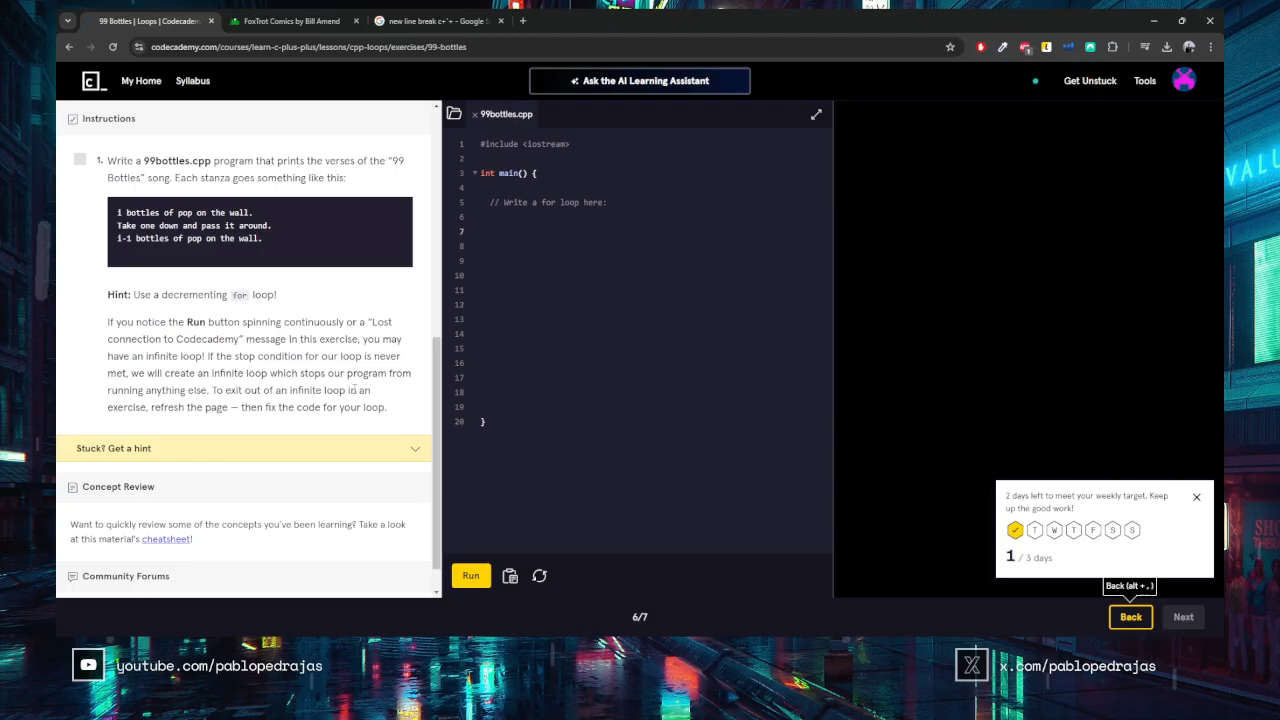 99 Bottles | Loops | Codecadem
FoxTrot Comics by Bill Amend
new line break c+'+ - Google S
codecademy.com/courses/learn-c-plus-plus/lessons/cpp-loops/exercises/99-bottles
C_
My Home
Syllabus
Ask the AI Learning Assistant
Get Unstuck
Tools
Instructions
1. Write a 99bottles.cpp program that prints the verses of the “99
Bottles” song. Each stanza goes something like this:
i bottles of pop on the wall.
Take one down and pass it around.
i-1 bottles of pop on the wall.
Hint: Use a decrementing for loop!
If you notice the Run button spinning continuously or a “Lost
connection to Codecademy” message in this exercise, you may
have an infinite loop! If the stop condition for our loop is never
met, we will create an infinite loop which stops our program from
running anything else. To exit out of an infinite loop in an
exercise, refresh the page — then fix the code for your loop.
Stuck? Get a hint
Concept Review
Want to quickly review some of the concepts you’ve been learning? Take a look
at this material's cheatsheet!
Community Forums
99bottles.cpp
1 #include <iostream>
2
3 int main() {
4
5 // Write a for loop here:
6
7
8
9
10
11
12
13
14
15
16
17
18
19
20 }
Run
2 days left to meet your weekly target. Keep
up the good work!
T W T F S S
1 / 3 days
Back (alt + ,)
6/7
Back
Next
VALU
youtube.com/pablopedrajas
x.com/pablopedrajas